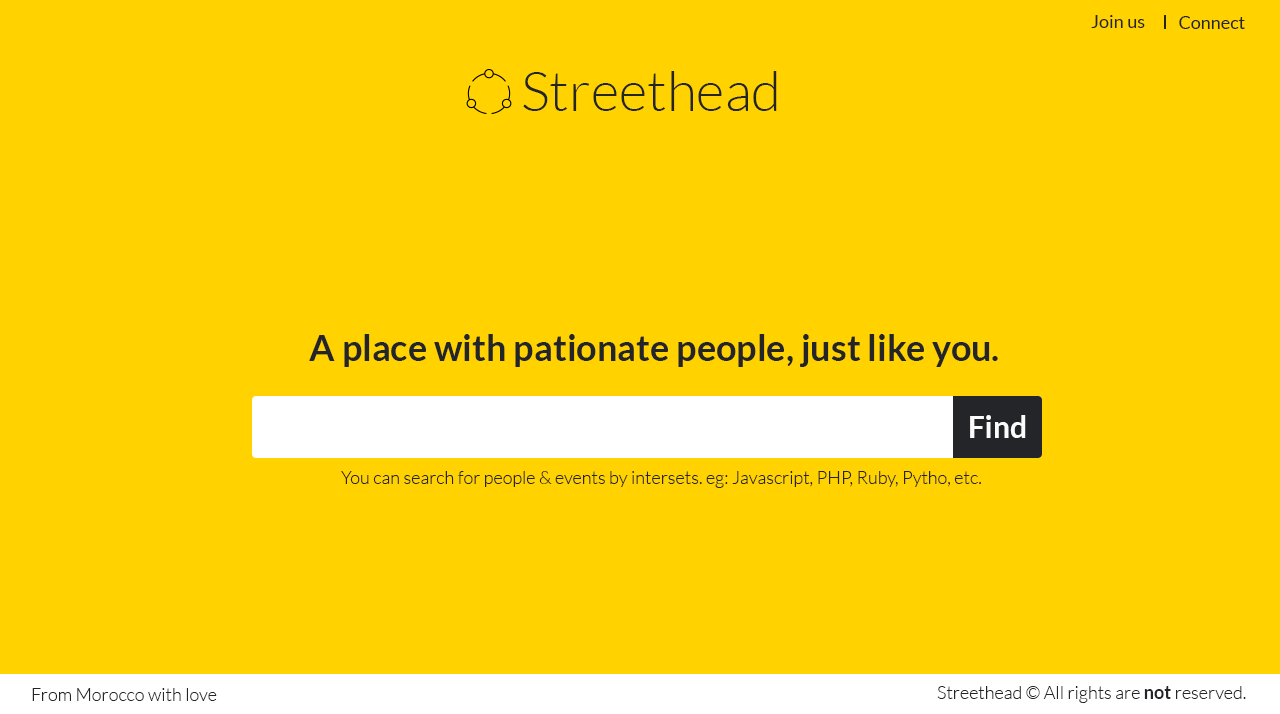 Join us | Connect
Streethead
A place with pationate people, just like you.
Find
You can search for people & events by intersets. eg: Javascript, PHP, Ruby, Pytho, etc.
From Morocco with love
Streethead © All rights are not reserved.